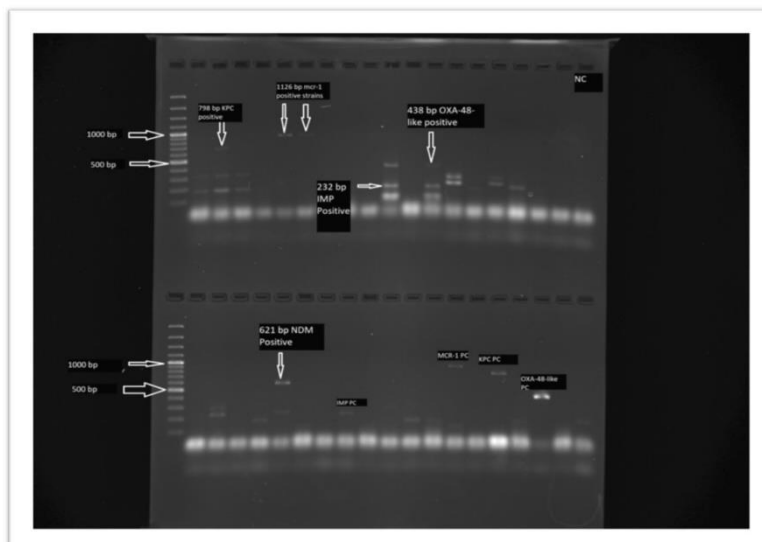 NC
1126 bp mcr-1
positive strains
798 bp KPC
positive
438 bp OXA-48-
like positive
1000 bp
500 bp
232 bp
IMP
Positive
621 bp NDM
Positive
MCR-1 PC
KPC PC
1000 bp
OXA-48-like
PC
500 bp
IMP PC